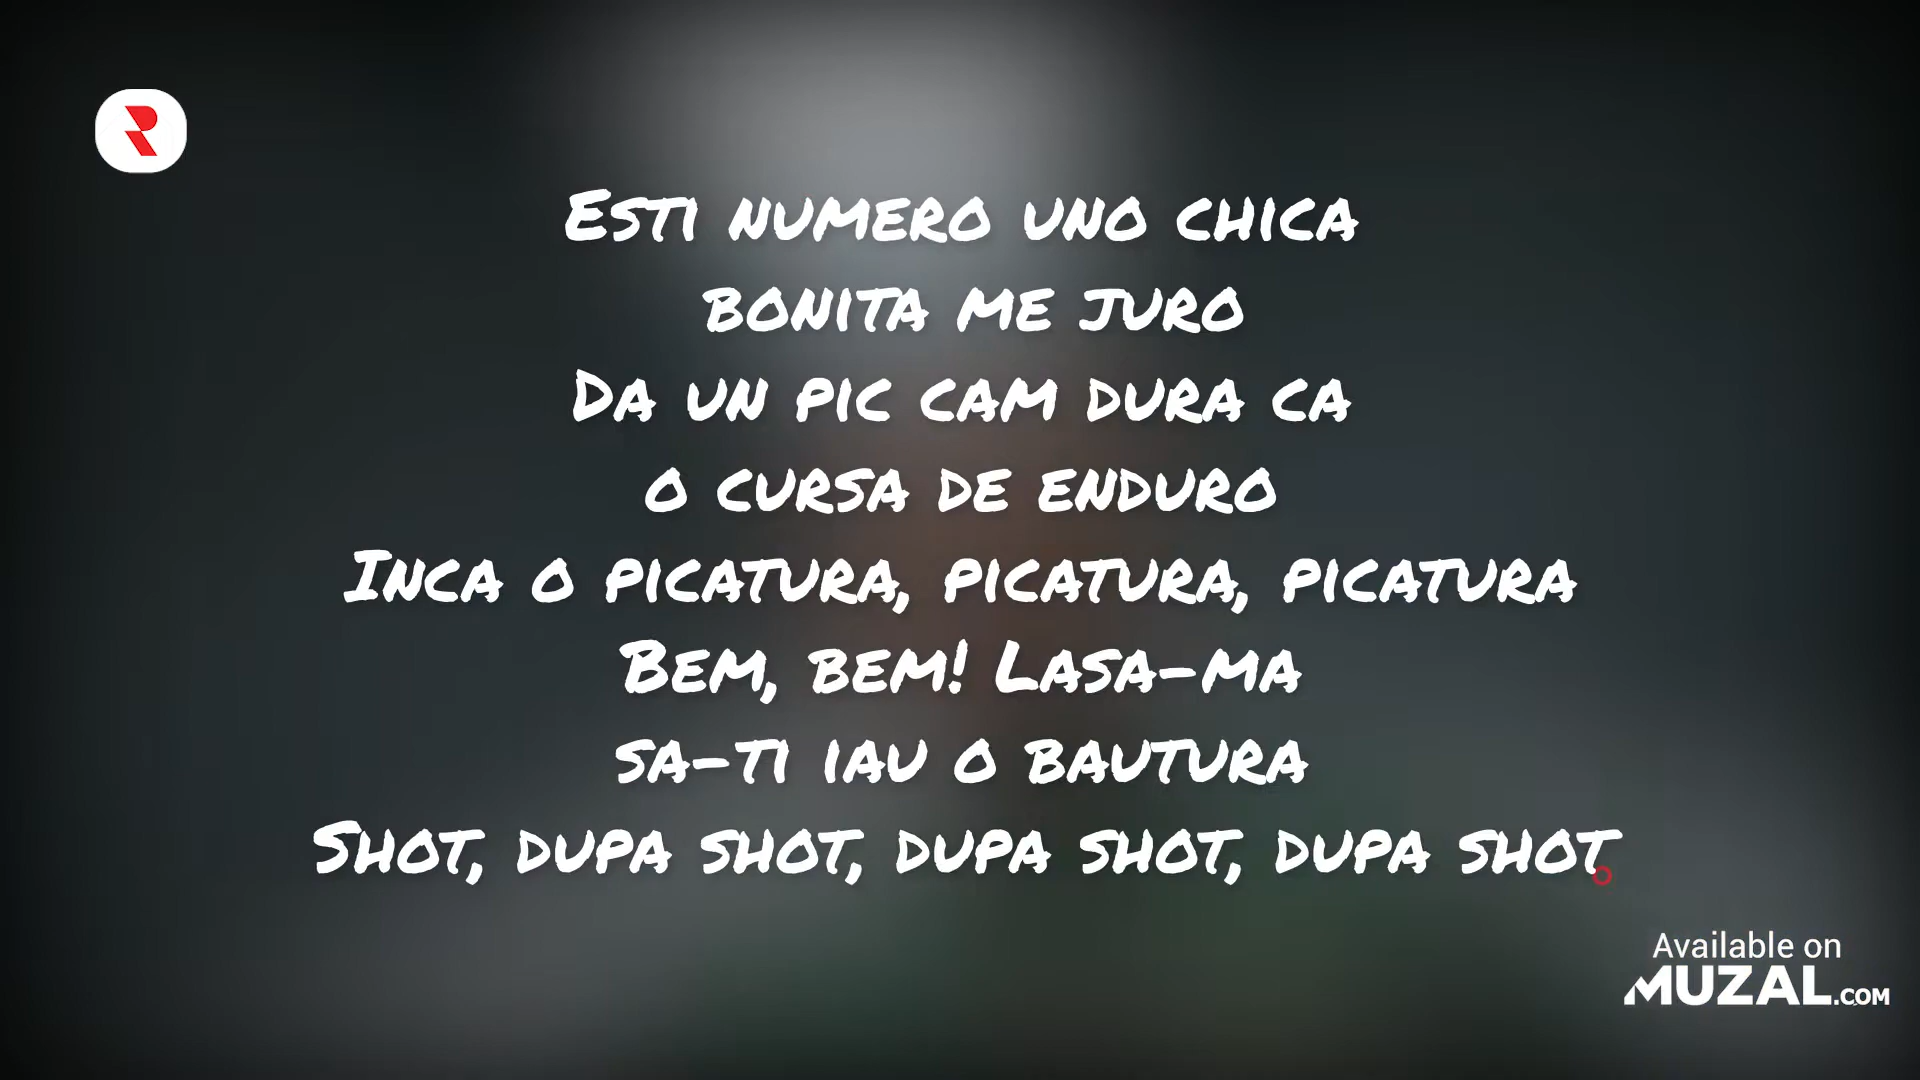 Esti numero uno chica
bonita me juro
Da un pic cam dura ca
o cursa de enduro
Inca o picatura, picatura, picatura
Bem, bem! Lasa-ma
sa-ti iau o bautura
Shot, dupa shot, dupa shot, dupa shot
Available on
MUZAL.COM